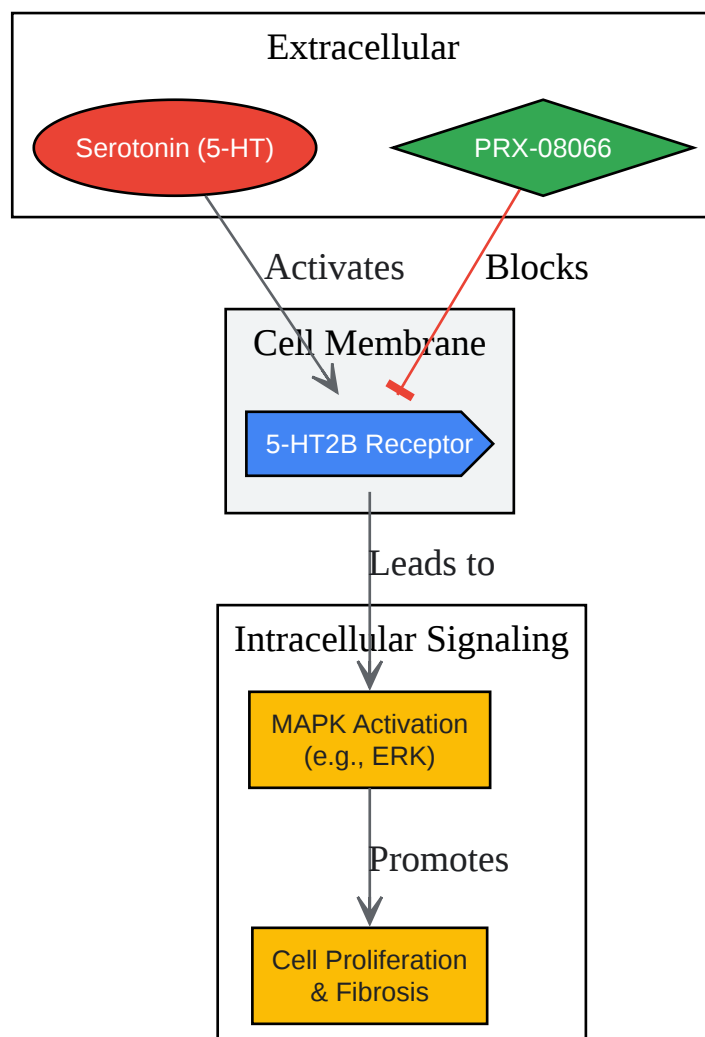 Extracellular
Serotonin (5-HT)
PRX-08066
Activates
Blocks
Cell Membrane
5-HT2B Receptor
Leads to
Intracellular Signaling
MAPK Activation
(e.g., ERK)
Promotes
Cell Proliferation
& Fibrosis